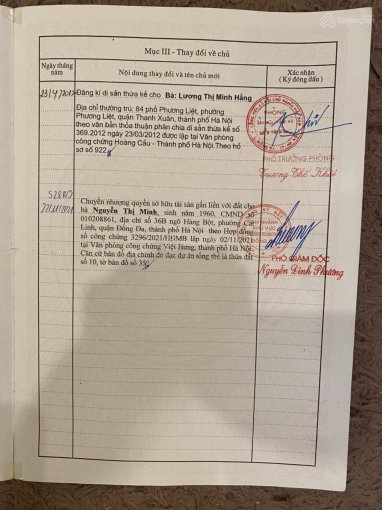 Mục III - Thay đổi về chủ
Ngày tháng năm
Nội dung thay đổi và tên chủ mới
Xác nhận
(Ký đóng dấu)
Đăng kí di sản thừa kế cho Bà: Lương Thị Minh Hằng
Địa chỉ thường trú: 84 phố Phương Liệt, phường
Phương Liệt, quận Thanh Xuân, thành phố Hà Nội
theo văn bản thỏa thuận phân chia di sản thừa kế số
369.2012 ngày 23/03/2012 được lập tại Văn phòng
công chứng Hoàng Cầu - Thành phố Hà Nội.Theo hồ
sơ số 922
PHÓ TRƯỞNG PHÒNG
Trương Thế Khôi
Chuyển nhượng quyền sở hữu tài sản gắn liền với đất cho
bà Nguyễn Thị Minh, sinh năm 1960, CMND
010208861, địa chỉ số 36B ngõ Hàng Bột, phường Cát
Linh, quận Đống Đa, thành phố Hà Nội theo Hợp đồng
số công chứng 3296/2021/HĐMB lập ngày 02/11/2021
tại Văn phòng công chứng Việt Hưng, thành phố Hà Nội.
Căn cứ bản đồ địa chính đo đạc dự án tổng thể là thửa đất
số 10, tờ bản đồ số 35
PHÓ GIÁM ĐỐC
Nguyễn Đình Phương